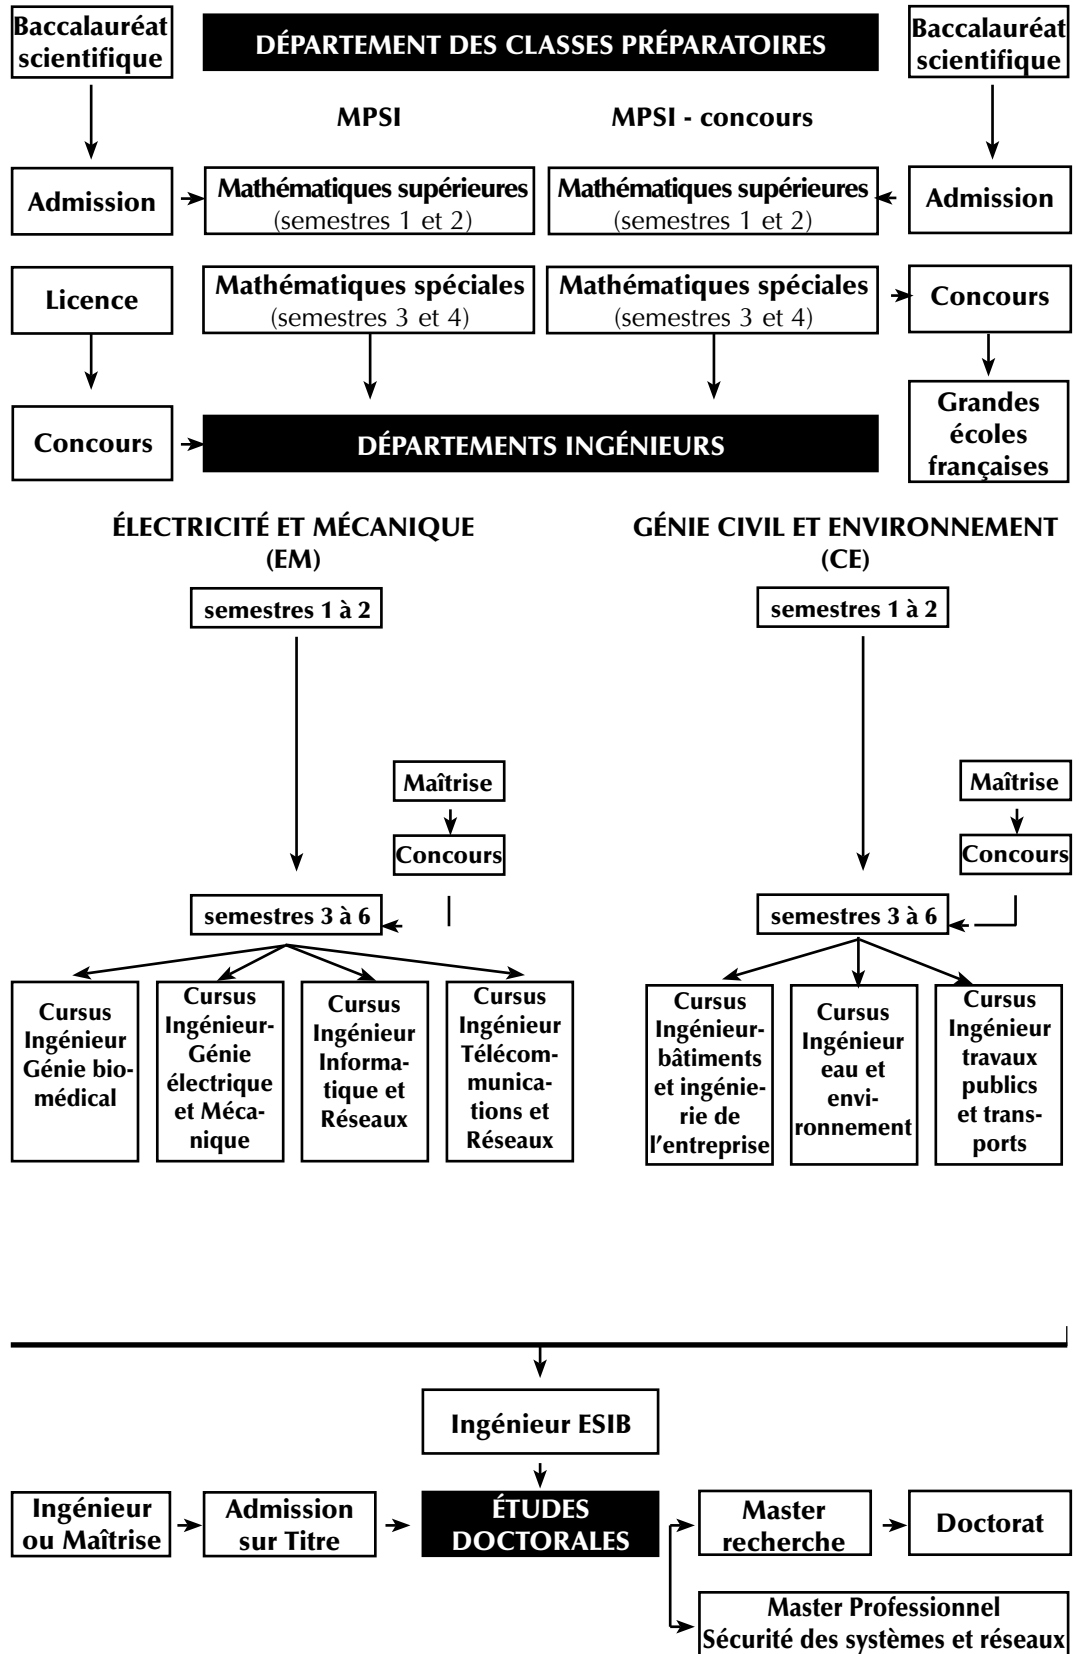 Baccalauréat
scientifique
DÉPARTEMENT DES CLASSES PRÉPARATOIRES
Baccalauréat
scientifique
MPSI
MPSI - concours
Admission
Mathématiques supérieures
(semestres 1 et 2)
Mathématiques supérieures
(semestres 1 et 2)
Admission
Licence
Mathématiques spéciales
(semestres 3 et 4)
Mathématiques spéciales
(semestres 3 et 4)
Concours
Concours
DÉPARTEMENTS INGÉNIEURS
Grandes
écoles
françaises
ÉLECTRICITÉ ET MÉCANIQUE
(EM)
GÉNIE CIVIL ET ENVIRONNEMENT
(CE)
semestres 1 à 2
semestres 1 à 2
Maîtrise
Maîtrise
Concours
Concours
semestres 3 à 6
semestres 3 à 6
Cursus
Ingénieur
Génie bio-
médical
Cursus
Ingénieur-
Génie
électrique
et Méca-
nique
Cursus
Ingénieur
Informa-
tique et
Réseaux
Cursus
Ingénieur
Télécom-
munica-
tions et
Réseaux
Cursus
Ingénieur-
bâtiments
et ingénie-
rie de
l'entreprise
Cursus
Ingénieur
eau et
envi-
ronnement
Cursus
Ingénieur
travaux
publics
et trans-
ports
Ingénieur ESIB
Ingénieur
ou Maîtrise
Admission
sur Titre
ÉTUDES
DOCTORALES
Master
recherche
Doctorat
Master Professionnel
Sécurité des systèmes et réseaux